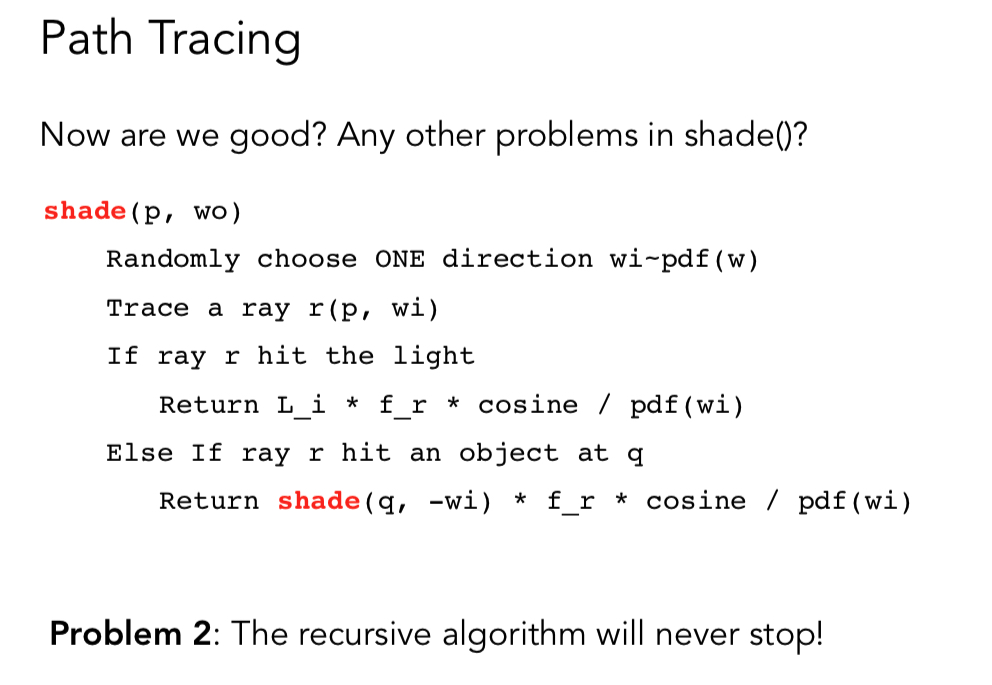 Path Tracing
Now are we good? Any other problems in shade()?
shade(p, wo)
Randomly choose ONE direction wi~pdf(w)
Trace a ray r(p, wi)
If ray r hit the light
Return L_i * f_r * cosine / pdf(wi)
Else If ray r hit an object at q
Return shade(q, -wi) * f_r * cosine / pdf(wi)
Problem 2: The recursive algorithm will never stop!